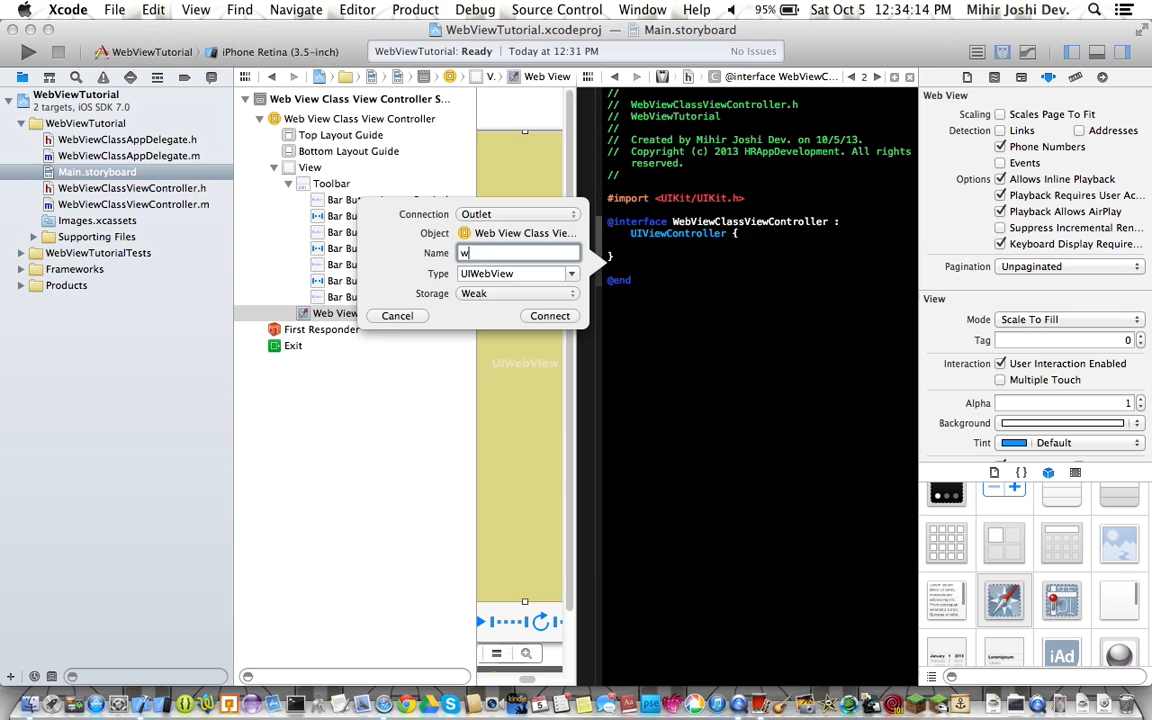 Xcode File Edit View Find Navigate Editor Product Debug Source Control Window Help 95% Sat Oct 5 12:34:14 PM Mihir Joshi Dev.
WebViewTutorial.xcodeproj — Main.storyboard
WebViewTutorial iPhone Retina (3.5-inch) WebViewTutorial: Ready Today at 12:31 PM No Issues
V... Web View @interface WebViewC... 2
WebViewTutorial
2 targets, iOS SDK 7.0
WebViewTutorial
WebViewClassAppDelegate.h
WebViewClassAppDelegate.m
Main.storyboard
WebViewClassViewController.h
WebViewClassViewController.m
Images.xcassets
Supporting Files
WebViewTutorialTests
Frameworks
Products
Web View Class View Controller S...
Web View Class View Controller
Top Layout Guide
Bottom Layout Guide
View
Toolbar
Bar Bu
Bar Bu
Bar Bu
Bar Bu
Bar Bu
Bar Bu
Web View
First Responder
Exit
Connection Outlet
Object Web View Class Vie...
Name w
Type UIWebView
Storage Weak
Cancel Connect
UIWebView
//
// WebViewClassViewController.h
// WebViewTutorial
//
// Created by Mihir Joshi Dev. on 10/5/13.
// Copyright (c) 2013 HRAppDevelopment. All rights
reserved.
//
#import <UIKit/UIKit.h>
@interface WebViewClassViewController :
UIViewController {
}
@end
Web View
Scaling Scales Page To Fit
Detection Links Addresses
Phone Numbers
Events
Options Allows Inline Playback
Playback Requires User Ac...
Playback Allows AirPlay
Suppress Incremental Ren...
Keyboard Display Require...
Pagination Unpaginated
View
Mode Scale To Fill
Tag 0
Interaction User Interaction Enabled
Multiple Touch
Alpha 1
Background
Tint Default
iAd